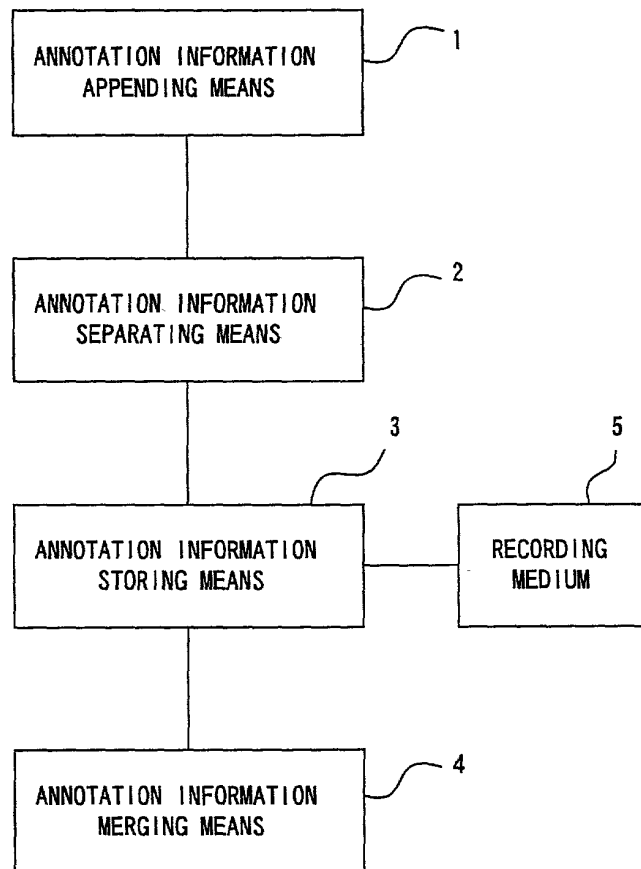 1
ANNOTATION INFORMATION
APPENDING MEANS
2
ANNOTATION INFORMATION
SEPARATING MEANS
3
5
ANNOTATION INFORMATION
STORING MEANS
RECORDING
MEDIUM
4
ANNOTATION INFORMATION
MERGING MEANS